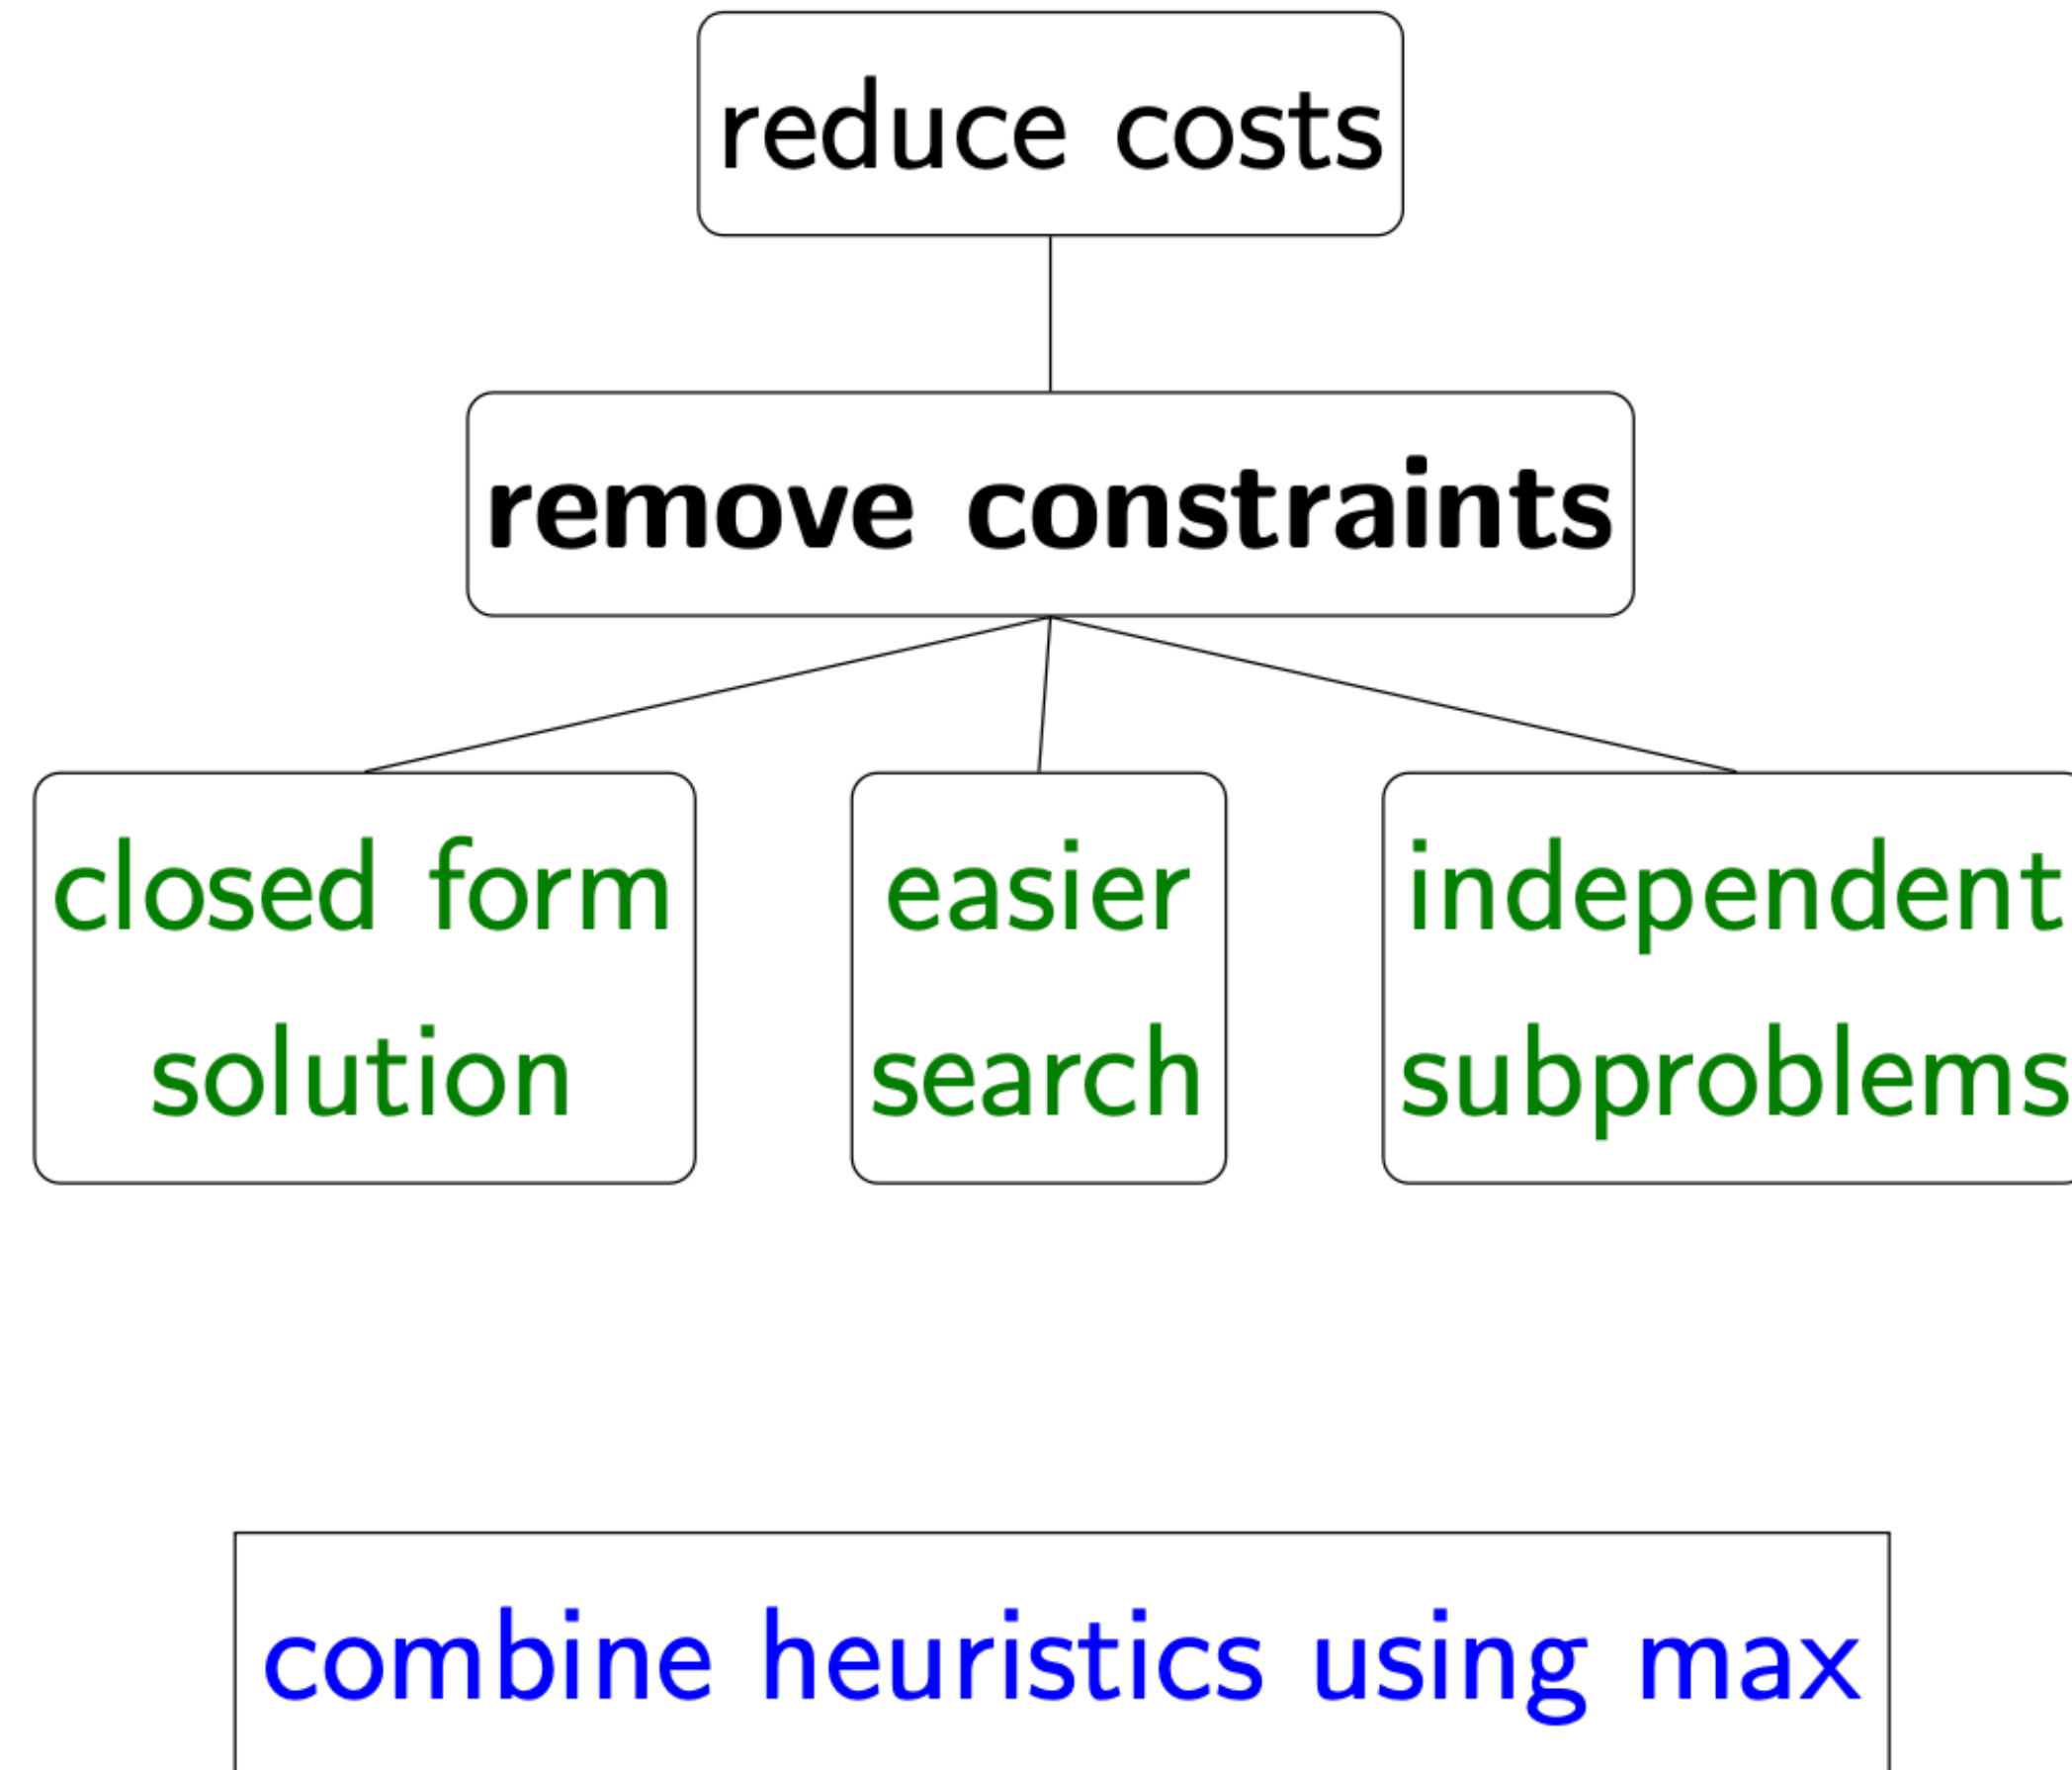 reduce costs
remove constraints
closed form
solution
easier
search
independent
subproblems
combine heuristics using max